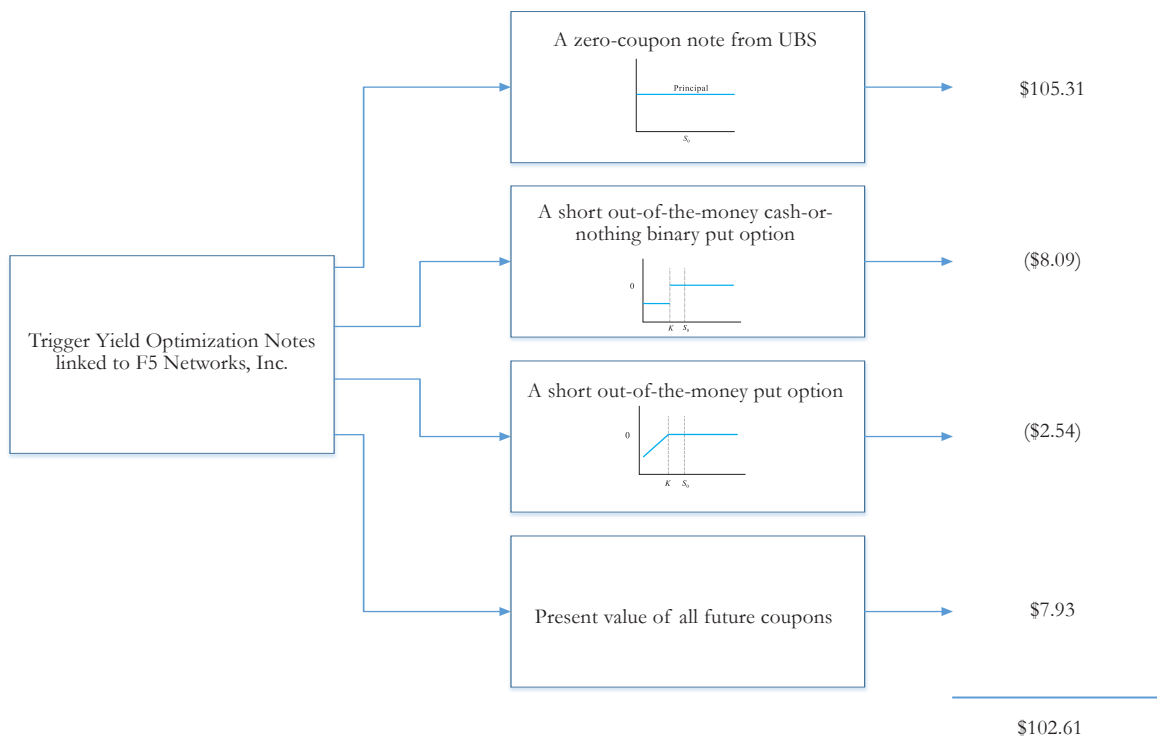 A zero-coupon note from UBS
Principal
S₀
$105.31
A short out-of-the-money cash-or-
nothing binary put option
0
K
S₀
($8.09)
Trigger Yield Optimization Notes
linked to F5 Networks, Inc.
A short out-of-the-money put option
0
K
S₀
($2.54)
Present value of all future coupons
$7.93
$102.61